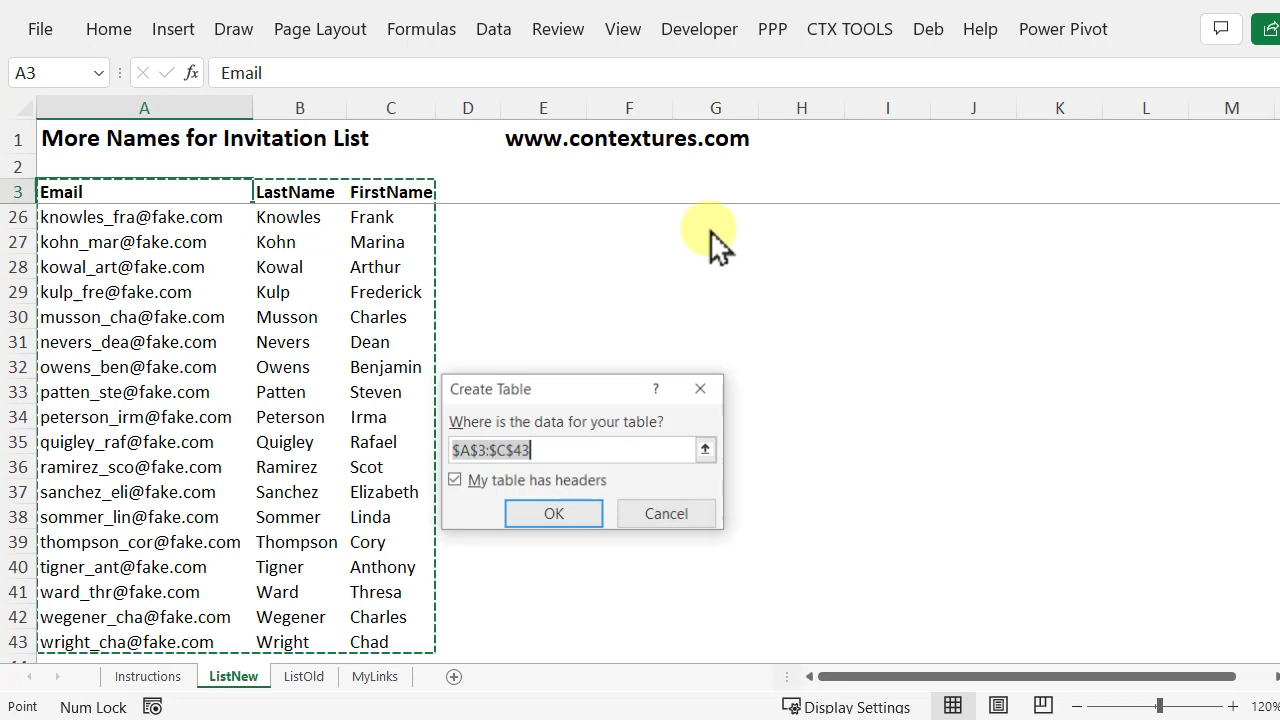 File Home Insert Draw Page Layout Formulas Data Review View Developer PPP CTX TOOLS Deb Help Power Pivot
A3 fx Email
A B C D E F G H I J K L M
1 More Names for Invitation List www.contextures.com
2
3 Email LastName FirstName
26 knowles_fra@fake.com Knowles Frank
27 kohn_mar@fake.com Kohn Marina
28 kowal_art@fake.com Kowal Arthur
29 kulp_fre@fake.com Kulp Frederick
30 musson_cha@fake.com Musson Charles
31 nevers_dea@fake.com Nevers Dean
32 owens_ben@fake.com Owens Benjamin
33 patten_ste@fake.com Patten Steven
34 peterson_irm@fake.com Peterson Irma
35 quigley_raf@fake.com Quigley Rafael
36 ramirez_sco@fake.com Ramirez Scot
37 sanchez_eli@fake.com Sanchez Elizabeth
38 sommer_lin@fake.com Sommer Linda
39 thompson_cor@fake.com Thompson Cory
40 tigner_ant@fake.com Tigner Anthony
41 ward_thr@fake.com Ward Thresa
42 wegener_cha@fake.com Wegener Charles
43 wright_cha@fake.com Wright Chad
Create Table ?
Where is the data for your table?
$A$3:$C$43
My table has headers
OK Cancel
Instructions ListNew ListOld MyLinks
Point Num Lock Display Settings 120%